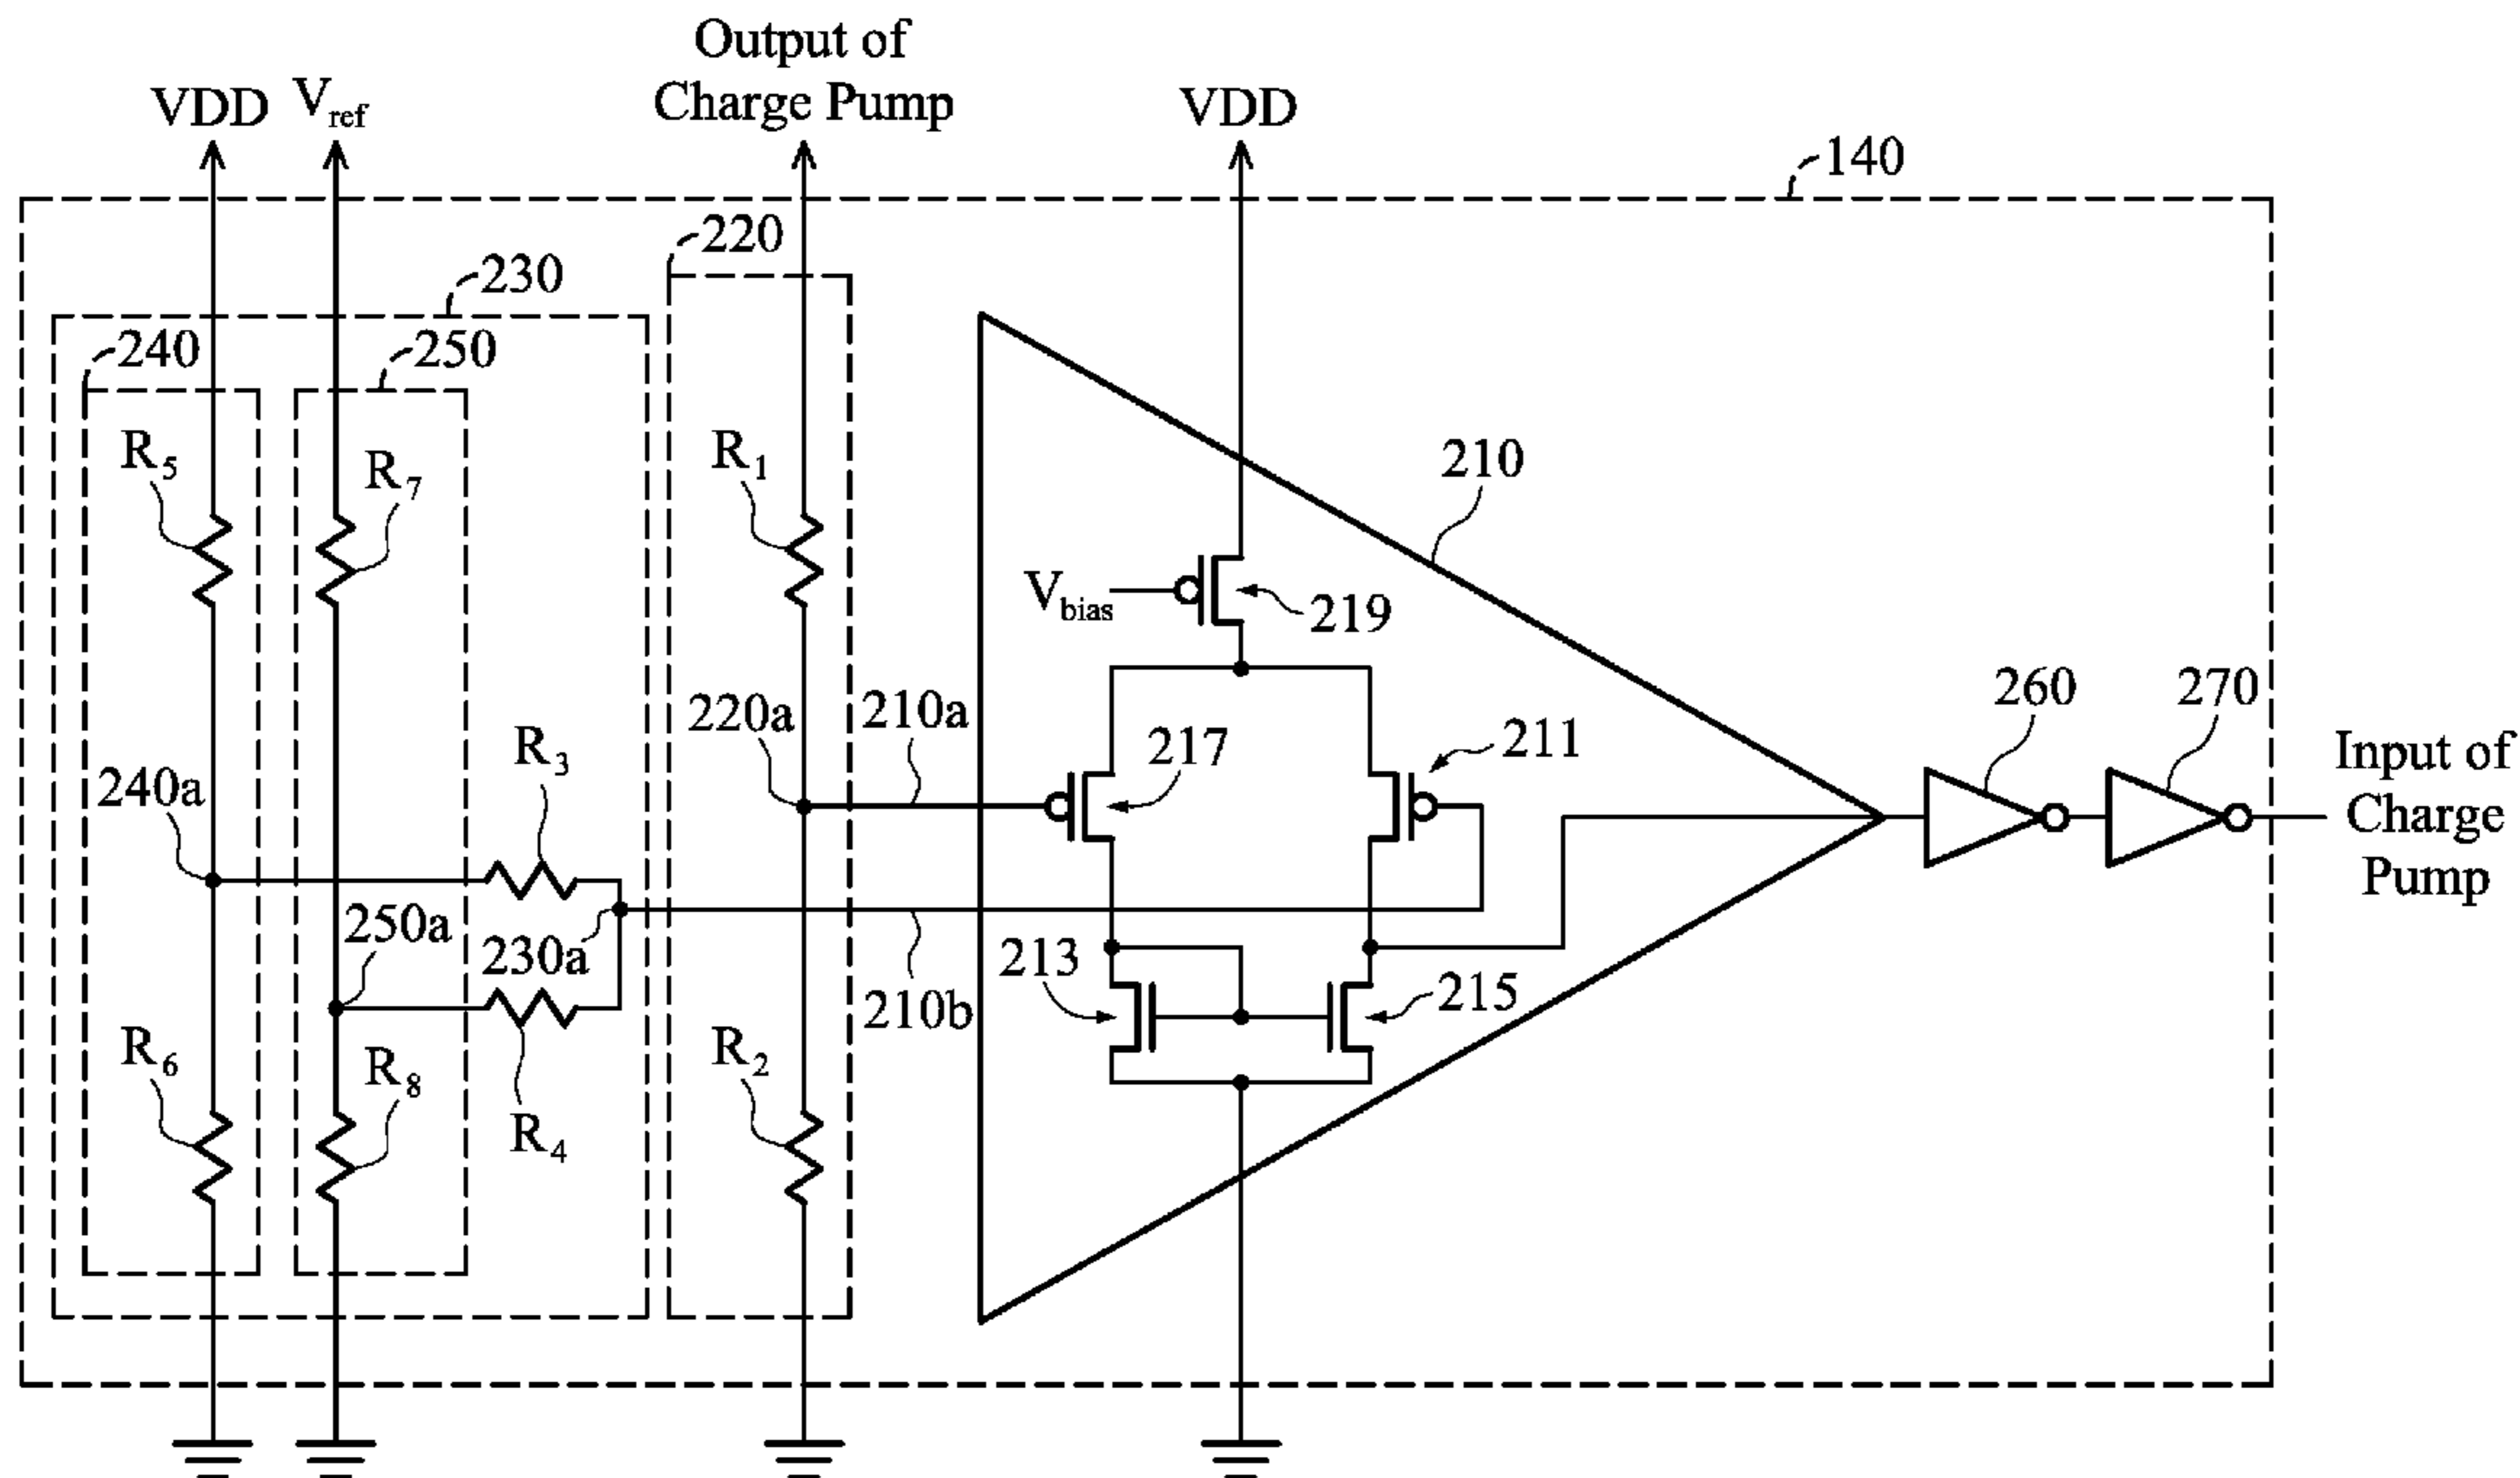 Output of
Charge Pump
VDD
Vref
VDD
140
220
230
240
250
R5
R7
R1
210
Vbias
219
260
270
220a
210a
217
211
R3
240a
Input of
Charge
Pump
250a
230a
213
215
210b
R6
R8
R2
R4